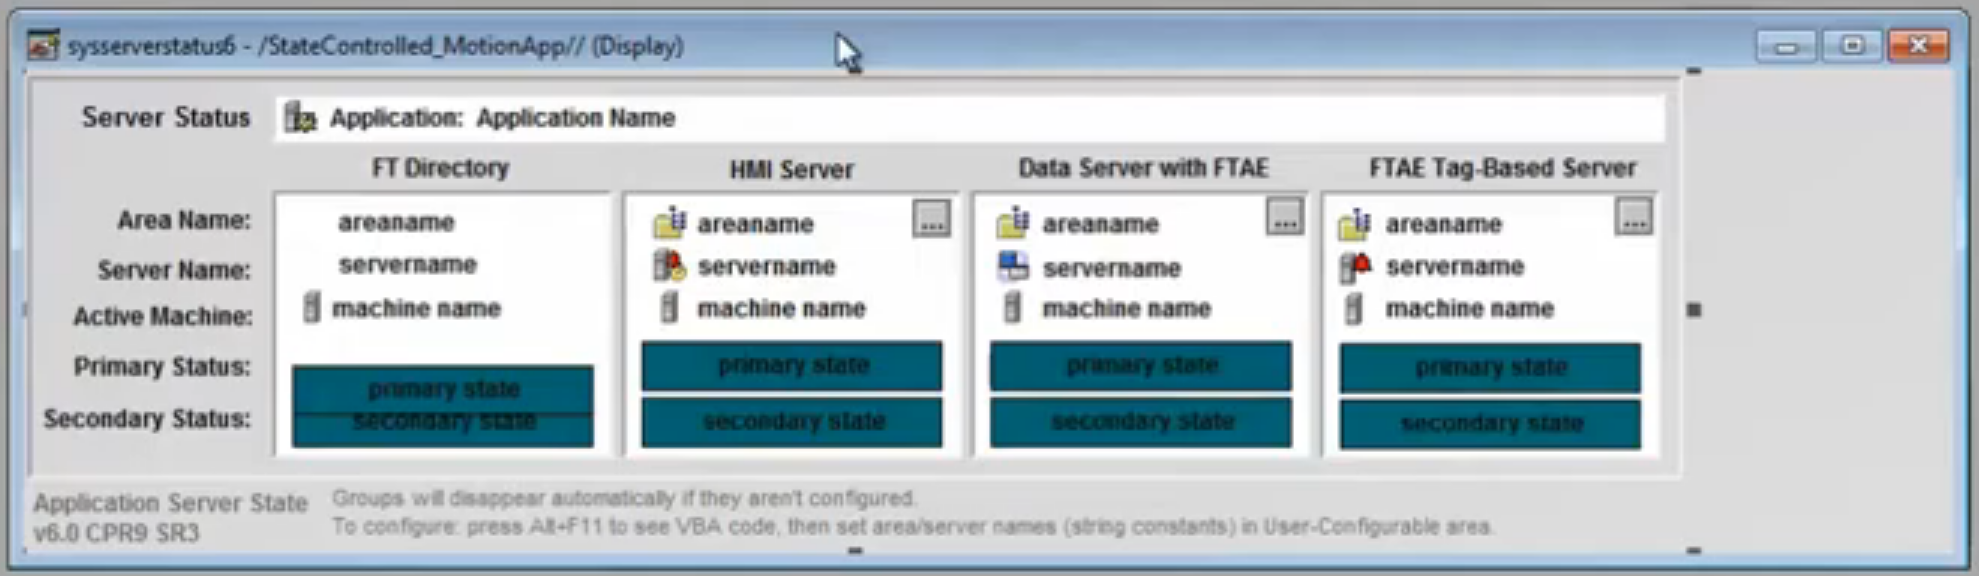 sysserverstatus6 - /StateControlled_MotionApp// (Display)
Server Status Application: Application Name
FT Directory HMI Server Data Server with FTAE FTAE Tag-Based Server
Area Name: areaname areaname ... areaname ... areaname ...
Server Name: servername servername servername servername
Active Machine: machine name machine name machine name machine name
Primary Status: primary state primary state primary state primary state
Secondary Status: secondary state secondary state secondary state secondary state
Application Server State Groups will disappear automatically if they aren't configured.
v6.0 CPR9 SR3 To configure: press Alt+F11 to see VBA code, then set area/server names (string constants) in User-Configurable area.